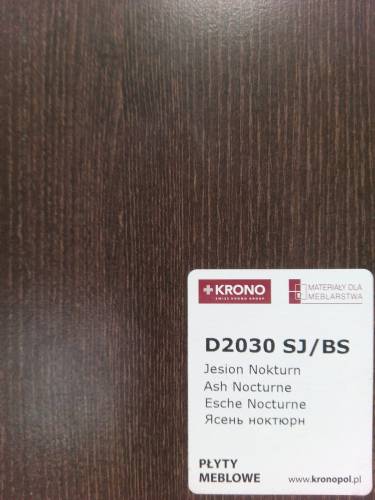 KRONO
SWISS KRONO GROUP
MATERIAŁY DLA
MEBLARSTWA
D2030 SJ/BS
Jesion Nokturn
Ash Nocturne
Esche Nocturne
Ясень ноктюрн
PŁYTY
MEBLOWE
www.kronopol.pl